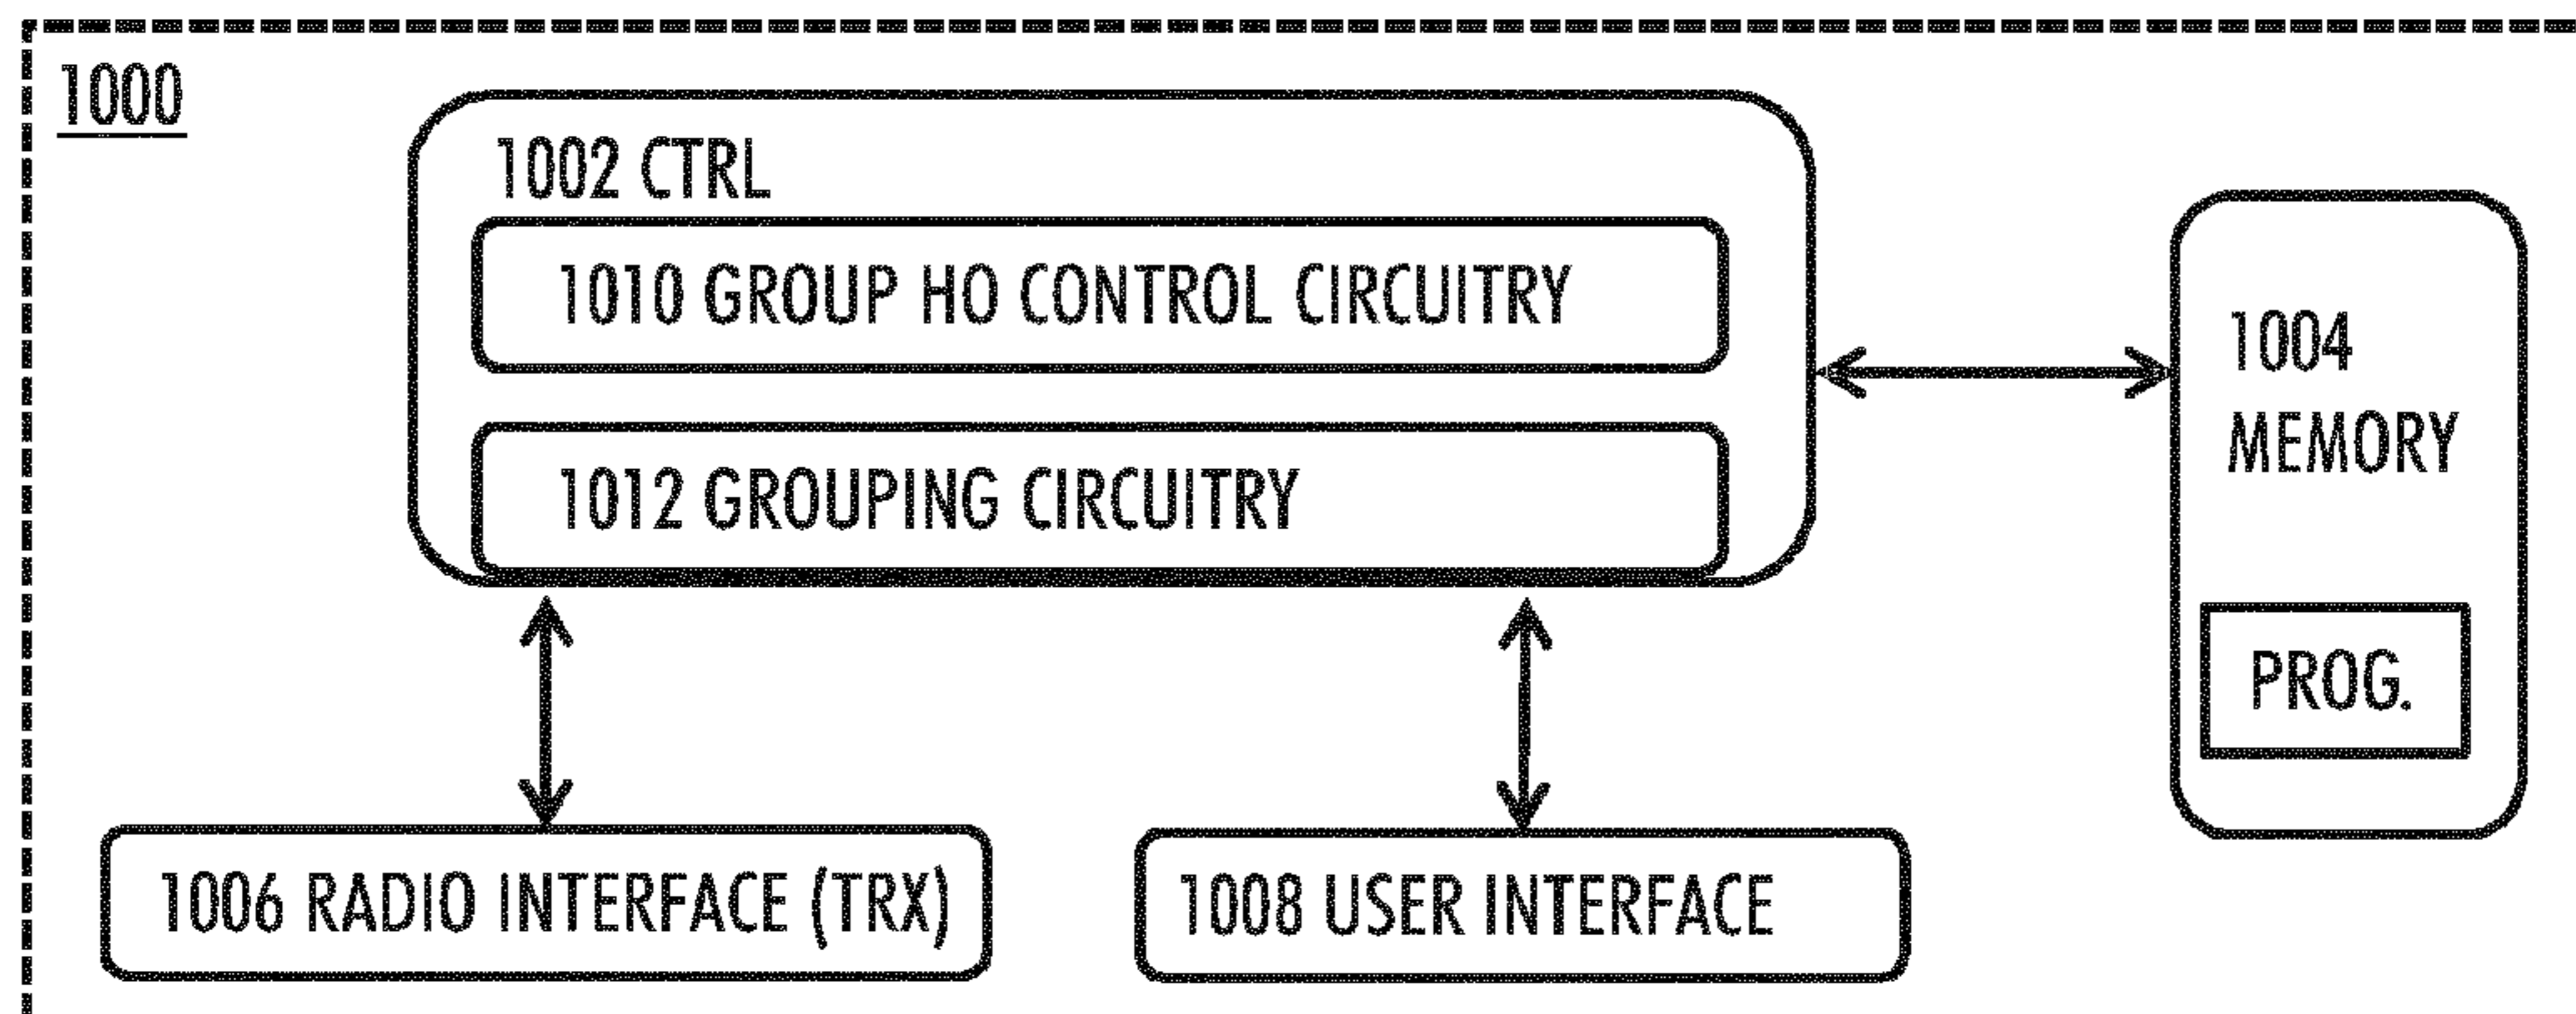 1000
1002 CTRL
1010 GROUP HO CONTROL CIRCUITRY
1012 GROUPING CIRCUITRY
1004
MEMORY
PROG.
1006 RADIO INTERFACE (TRX)
1008 USER INTERFACE